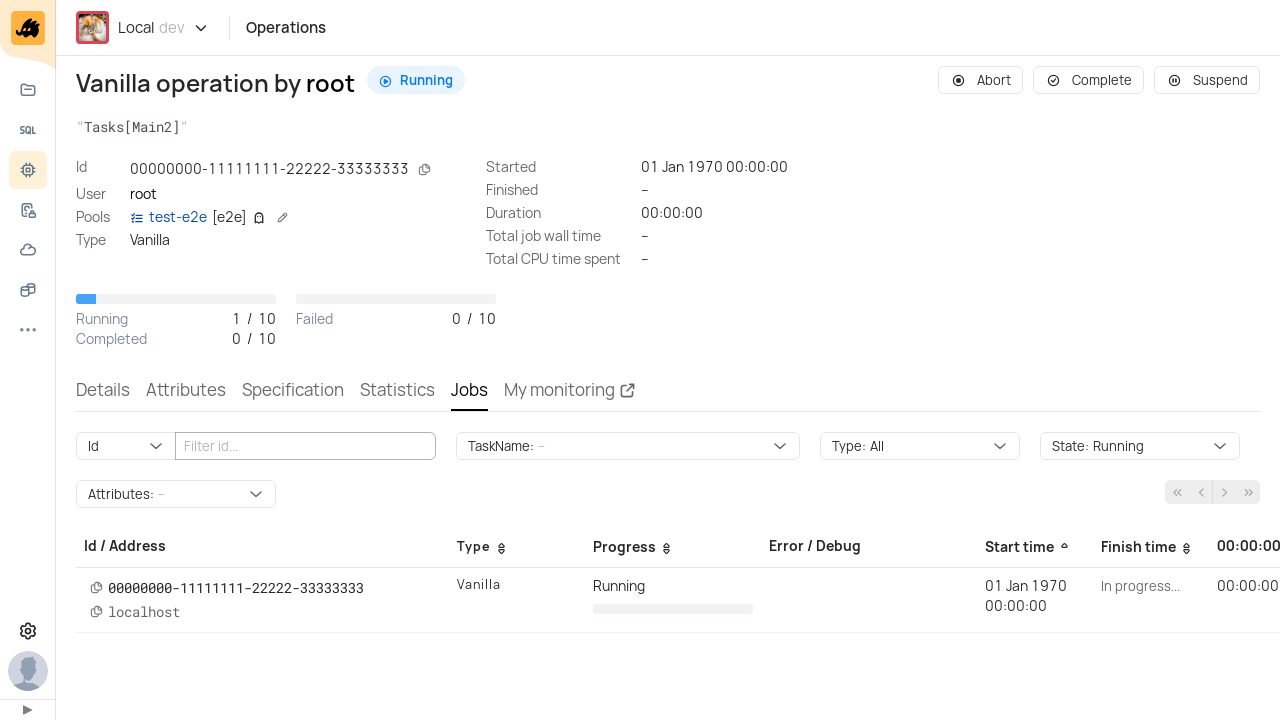 Local dev
Operations
SQL
Vanilla operation by root
Running
Abort
Complete
Suspend
"Tasks[Main2]"
Id
00000000-11111111-22222-33333333
User
root
Pools
test-e2e [e2e]
Type
Vanilla
Started
01 Jan 1970 00:00:00
Finished
–
Duration
00:00:00
Total job wall time
–
Total CPU time spent
–
Running 1 / 10
Completed 0 / 10
Failed 0 / 10
Details
Attributes
Specification
Statistics
Jobs
My monitoring
Id
Filter id...
TaskName: –
Type: All
State: Running
Attributes: –
Id / Address
Type
Progress
Error / Debug
Start time
Finish time
00:00:00
00000000-11111111-22222-33333333
localhost
Vanilla
Running
01 Jan 1970
00:00:00
In progress...
00:00:00